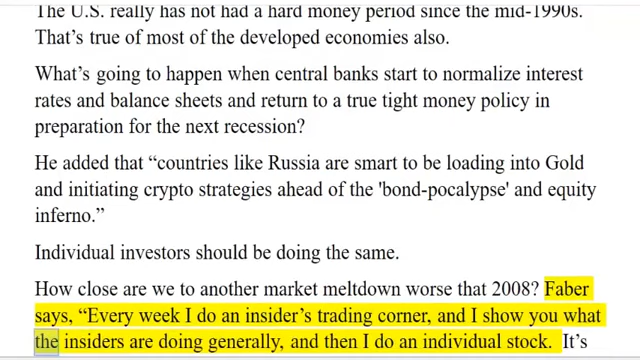 The U.S. really has not had a hard money period since the mid-1990s.
That’s true of most of the developed economies also.
What’s going to happen when central banks start to normalize interest
rates and balance sheets and return to a true tight money policy in
preparation for the next recession?
He added that “countries like Russia are smart to be loading into Gold
and initiating crypto strategies ahead of the 'bond-pocalypse' and equity
inferno.”
Individual investors should be doing the same.
How close are we to another market meltdown worse that 2008? Faber
says, “Every week I do an insider’s trading corner, and I show you what
the insiders are doing generally, and then I do an individual stock. It’s